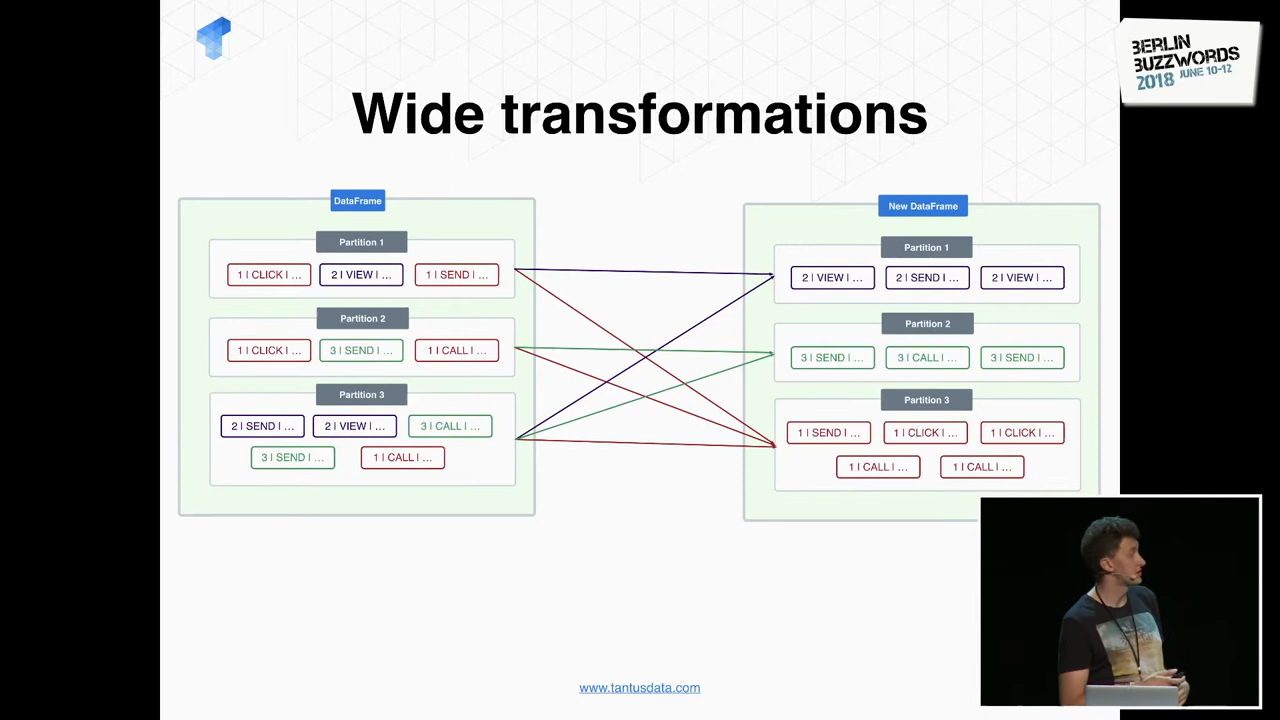 BERLIN
BUZZWORDS
2018 JUNE 10-12
Wide transformations
DataFrame
Partition 1
1 | CLICK | ...
2 | VIEW | ...
1 | SEND | ...
Partition 2
1 | CLICK | ...
3 | SEND | ...
1 | CALL | ...
Partition 3
2 | SEND | ...
2 | VIEW | ...
3 | CALL | ...
3 | SEND | ...
1 | CALL | ...
New DataFrame
Partition 1
2 | VIEW | ...
2 | SEND | ...
2 | VIEW | ...
Partition 2
3 | SEND | ...
3 | CALL | ...
3 | SEND | ...
Partition 3
1 | SEND | ...
1 | CLICK | ...
1 | CLICK | ...
1 | CALL | ...
1 | CALL | ...
www.tantusdata.com